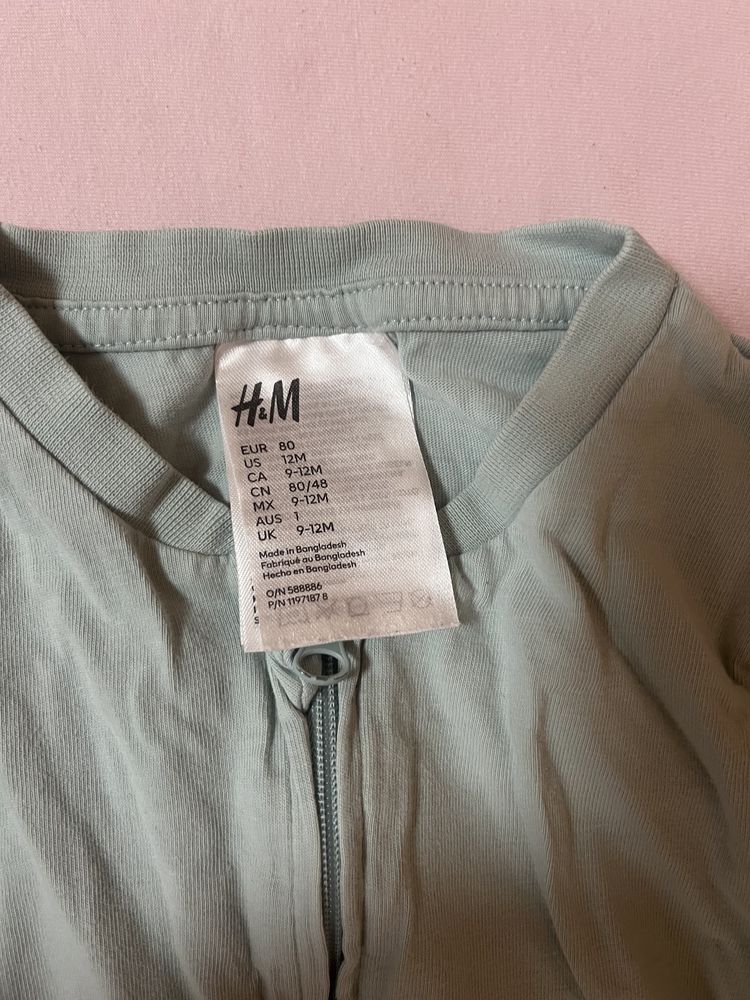 H&M
EUR 80
US 12M
CA 9-12M
CN 80/48
MX 9-12M
AUS 1
UK 9-12M
Made in Bangladesh
Fabriqué au Bangladesh
Hecho en Bangladesh
O/N 588886
P/N 1197187 8